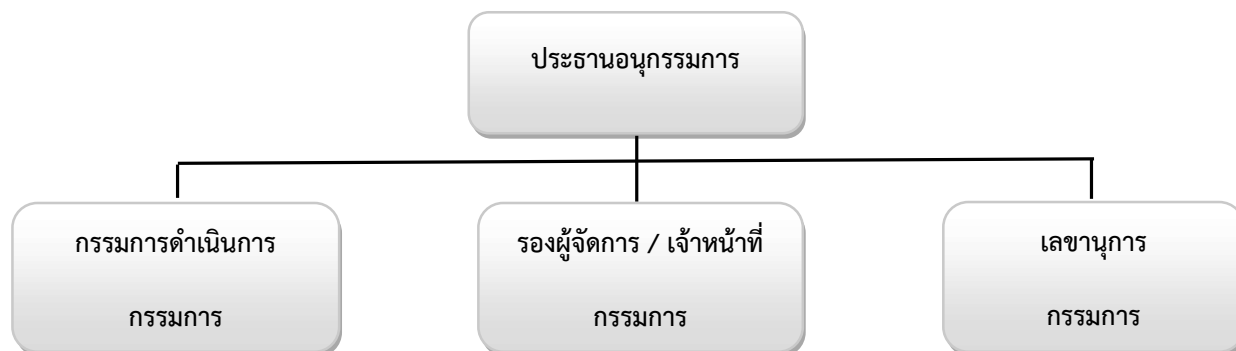 ประธานอนุกรรมการ
กรรมการดำเนินการ
กรรมการ
รองผู้จัดการ / เจ้าหน้าที่
กรรมการ
เลขานุการ
กรรมการ